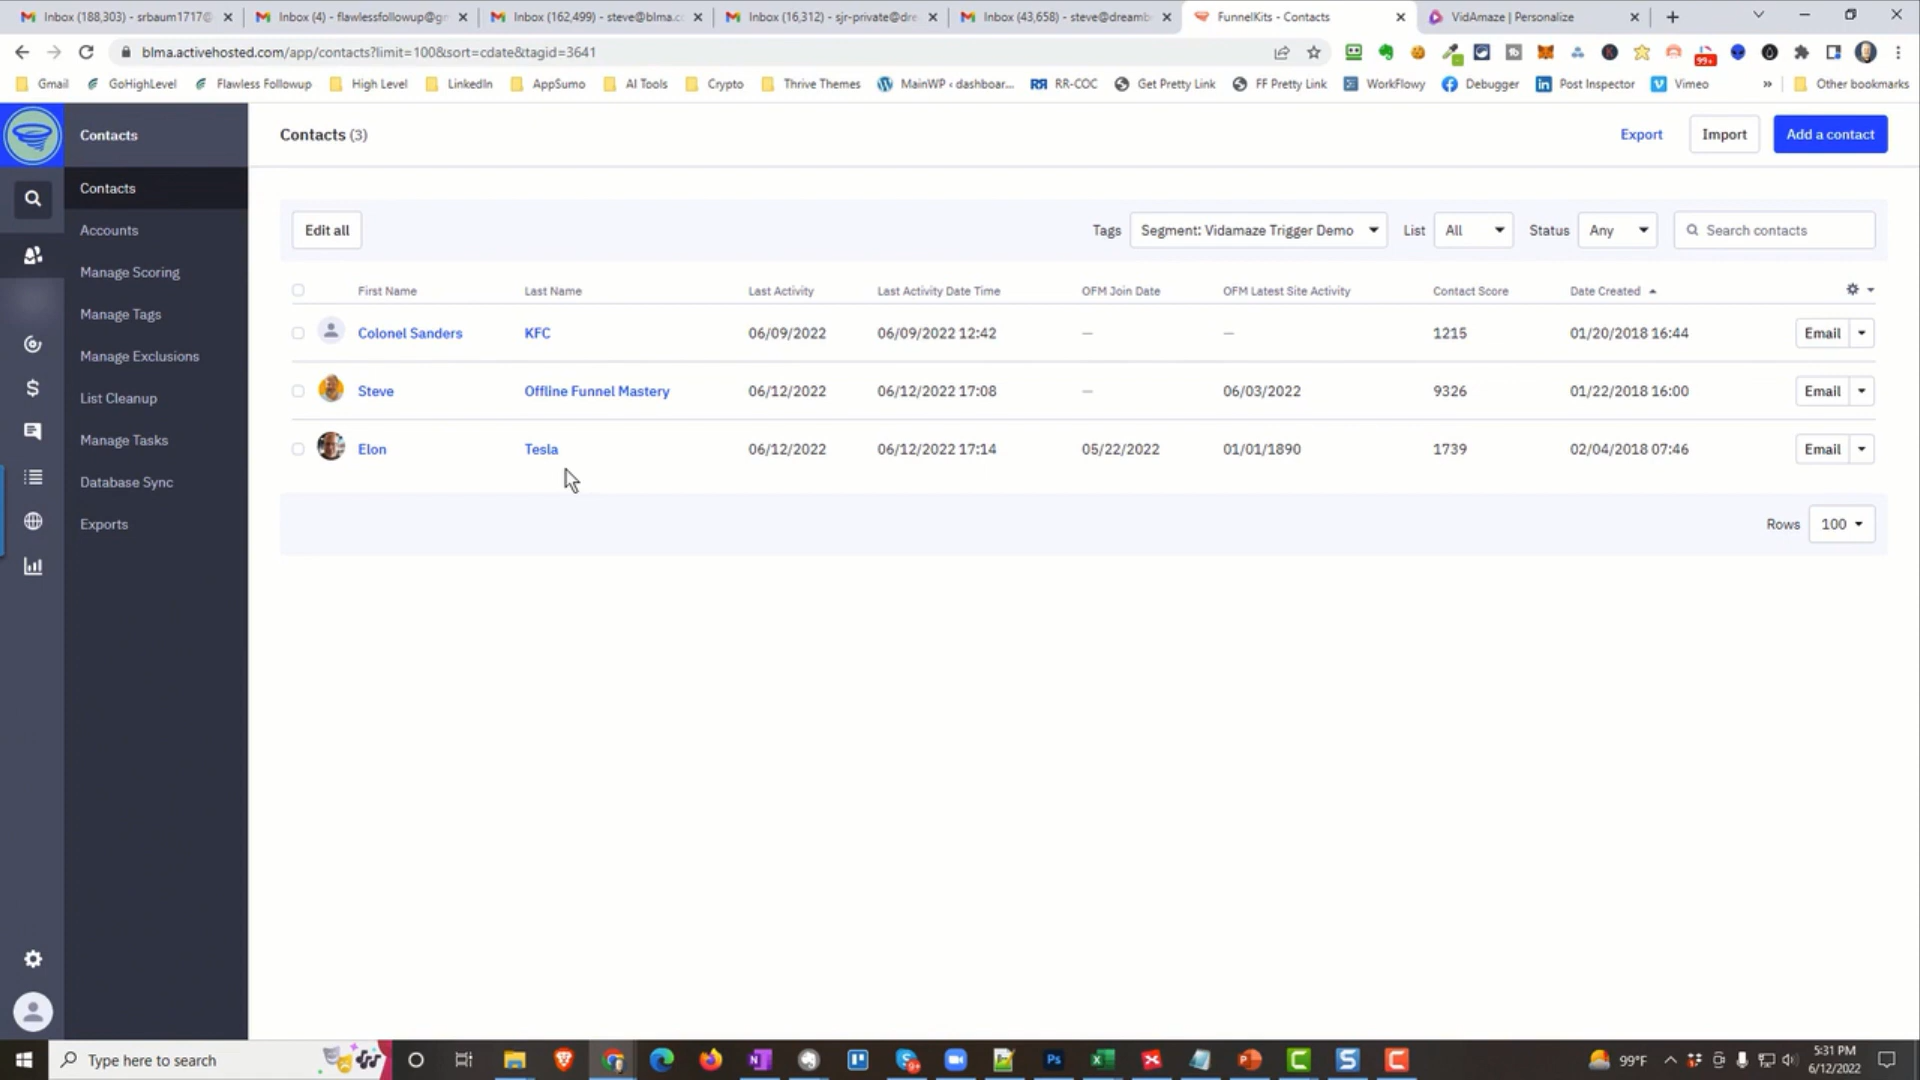 Inbox (188,303) - srbaum1717@
Inbox (4) - flawlessfollowup@g
Inbox (162,499) - steve@blma.c
Inbox (16,312) - sjr-private@dre
Inbox (43,658) - steve@dreamb
FunnelKits - Contacts
VidAmaze | Personalize
blma.activehosted.com/app/contacts?limit=100&sort=cdate&tagid=3641
99+
Gmail
GoHighLevel
Flawless Followup
High Level
LinkedIn
AppSumo
AI Tools
Crypto
Thrive Themes
MainWP ‹ dashboar...
RR-COC
Get Pretty Link
FF Pretty Link
WorkFlowy
Debugger
Post Inspector
Vimeo
»
Other bookmarks
Contacts
Contacts
Accounts
Manage Scoring
Manage Tags
Manage Exclusions
List Cleanup
Manage Tasks
Database Sync
Exports
Contacts (3)
Export
Import
Add a contact
Edit all
Tags
Segment: Vidamaze Trigger Demo
List
All
Status
Any
Search contacts
First Name Last Name Last Activity Last Activity Date Time OFM Join Date OFM Latest Site Activity Contact Score Date Created
Colonel Sanders KFC 06/09/2022 06/09/2022 12:42 — — 1215 01/20/2018 16:44 Email
Steve Offline Funnel Mastery 06/12/2022 06/12/2022 17:08 — 06/03/2022 9326 01/22/2018 16:00 Email
Elon Tesla 06/12/2022 06/12/2022 17:14 05/22/2022 01/01/1890 1739 02/04/2018 07:46 Email
Rows
100
Type here to search
99°F
5:31 PM
6/12/2022